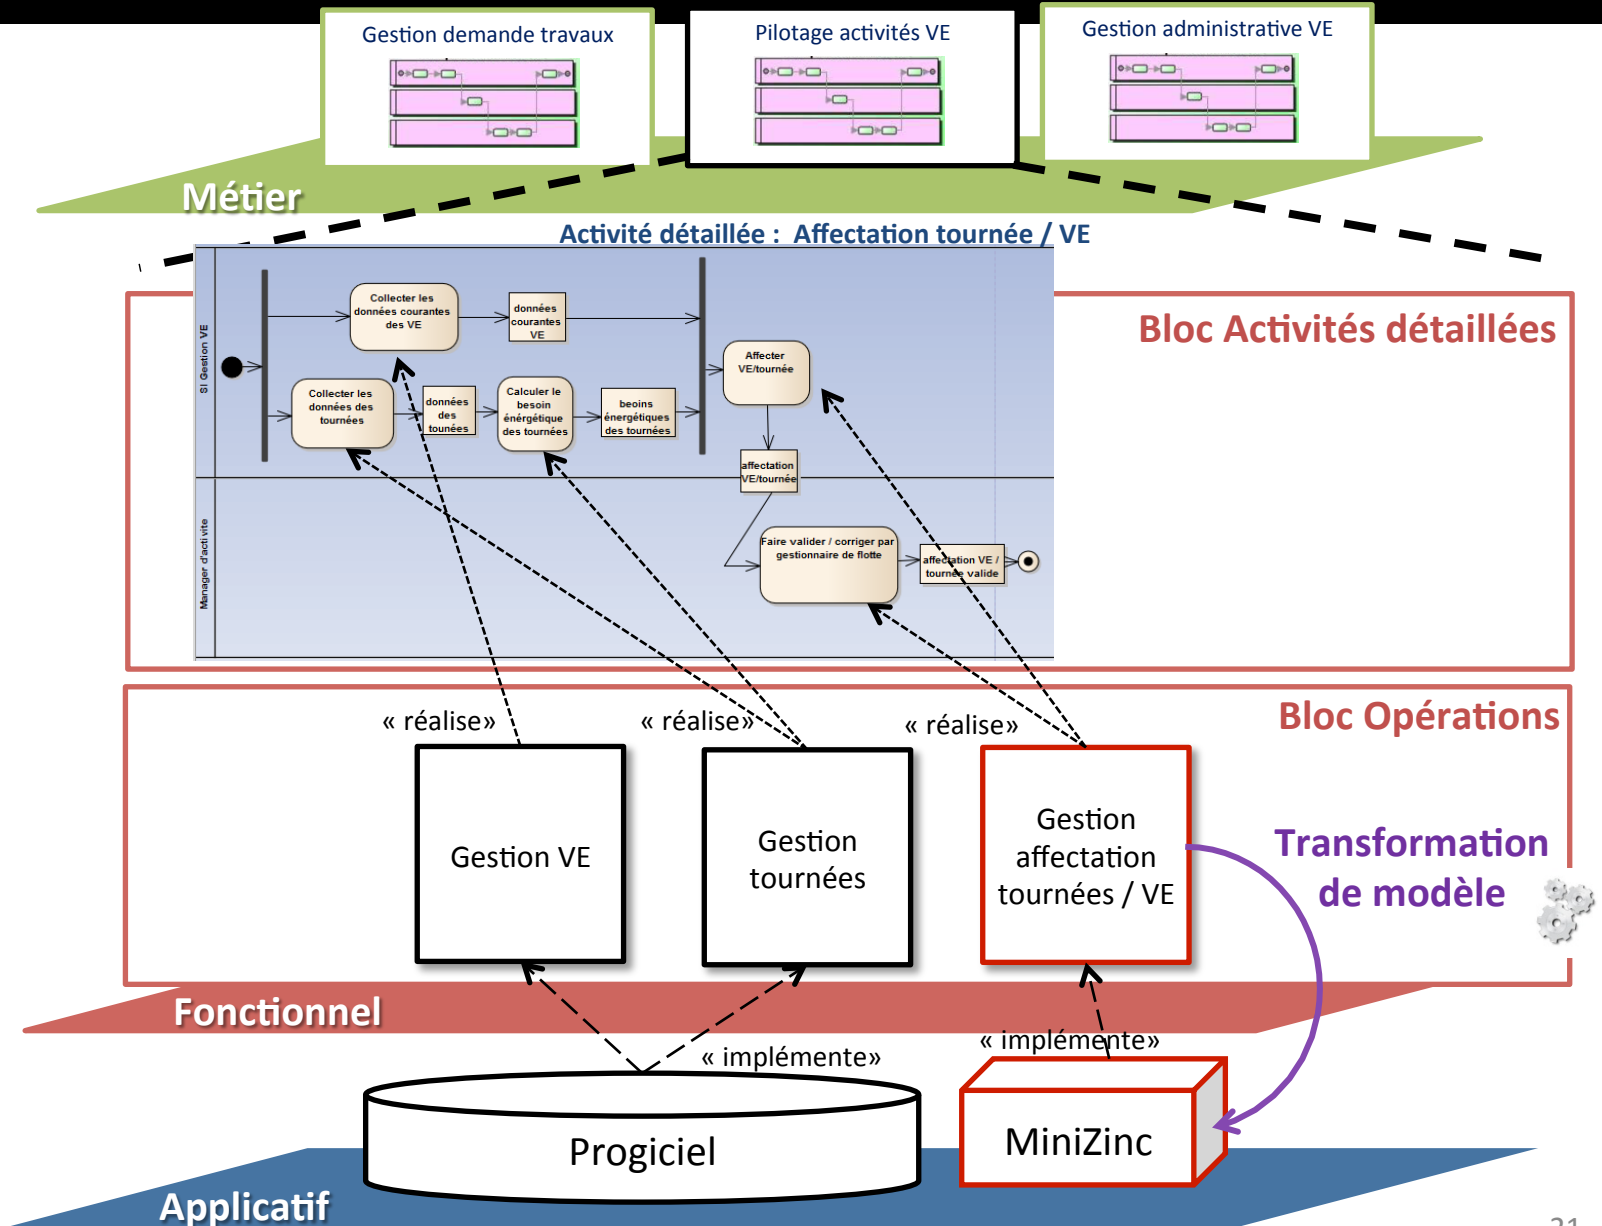 Gestion demande travaux
Pilotage activités VE
Gestion administrative VE
Métier
Activité détaillée : Affectation tournée / VE
Bloc Activités détaillées
SI Gestion VE
Collecter les
données courantes
des VE
données
courantes
VE
Affecter
VE/tournée
Collecter les
données des
tournées
données
des
tounées
Calculer le
besoin
énérgétique
des tournées
beoins
énergétiques
des tournées
affectation
VE/tournée
Manager d'activite
Faire valider / corriger par
gestionnaire de flotte
affectation VE /
tournée valide
Bloc Opérations
« réalise»
« réalise»
« réalise»
Gestion VE
Gestion
tournées
Gestion
affectation
tournées / VE
Transformation
de modèle
Fonctionnel
« implémente»
« implémente»
Progiciel
MiniZinc
Applicatif